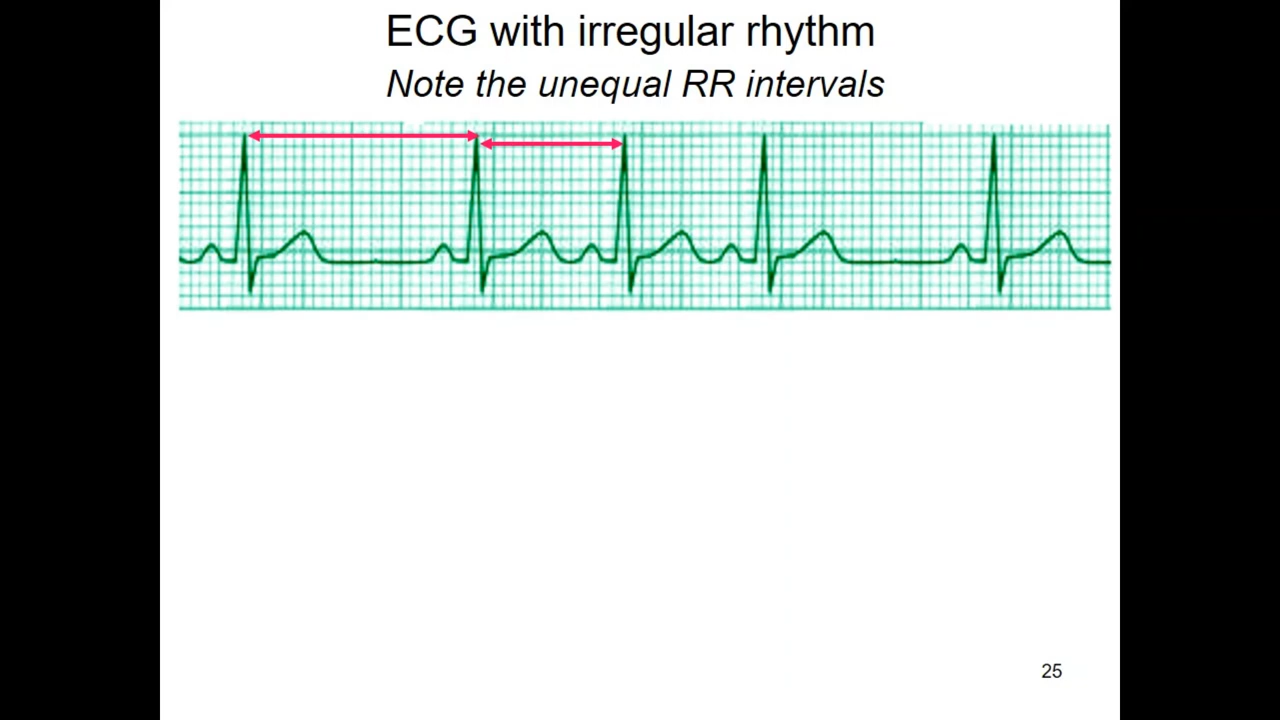 ECG with irregular rhythm
Note the unequal RR intervals
25